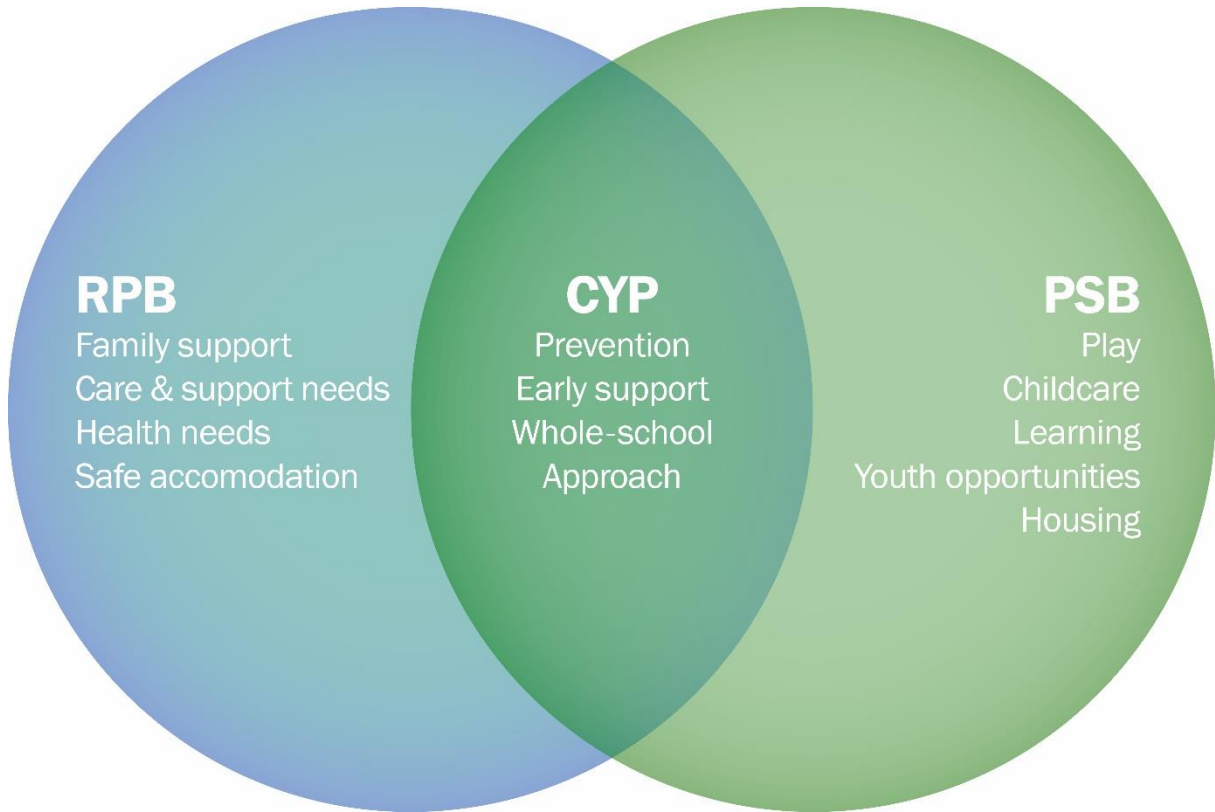 RPB
Family support
Care & support needs
Health needs
Safe accomodation
CYP
Prevention
Early support
Whole-school
Approach
PSB
Play
Childcare
Learning
Youth opportunities
Housing